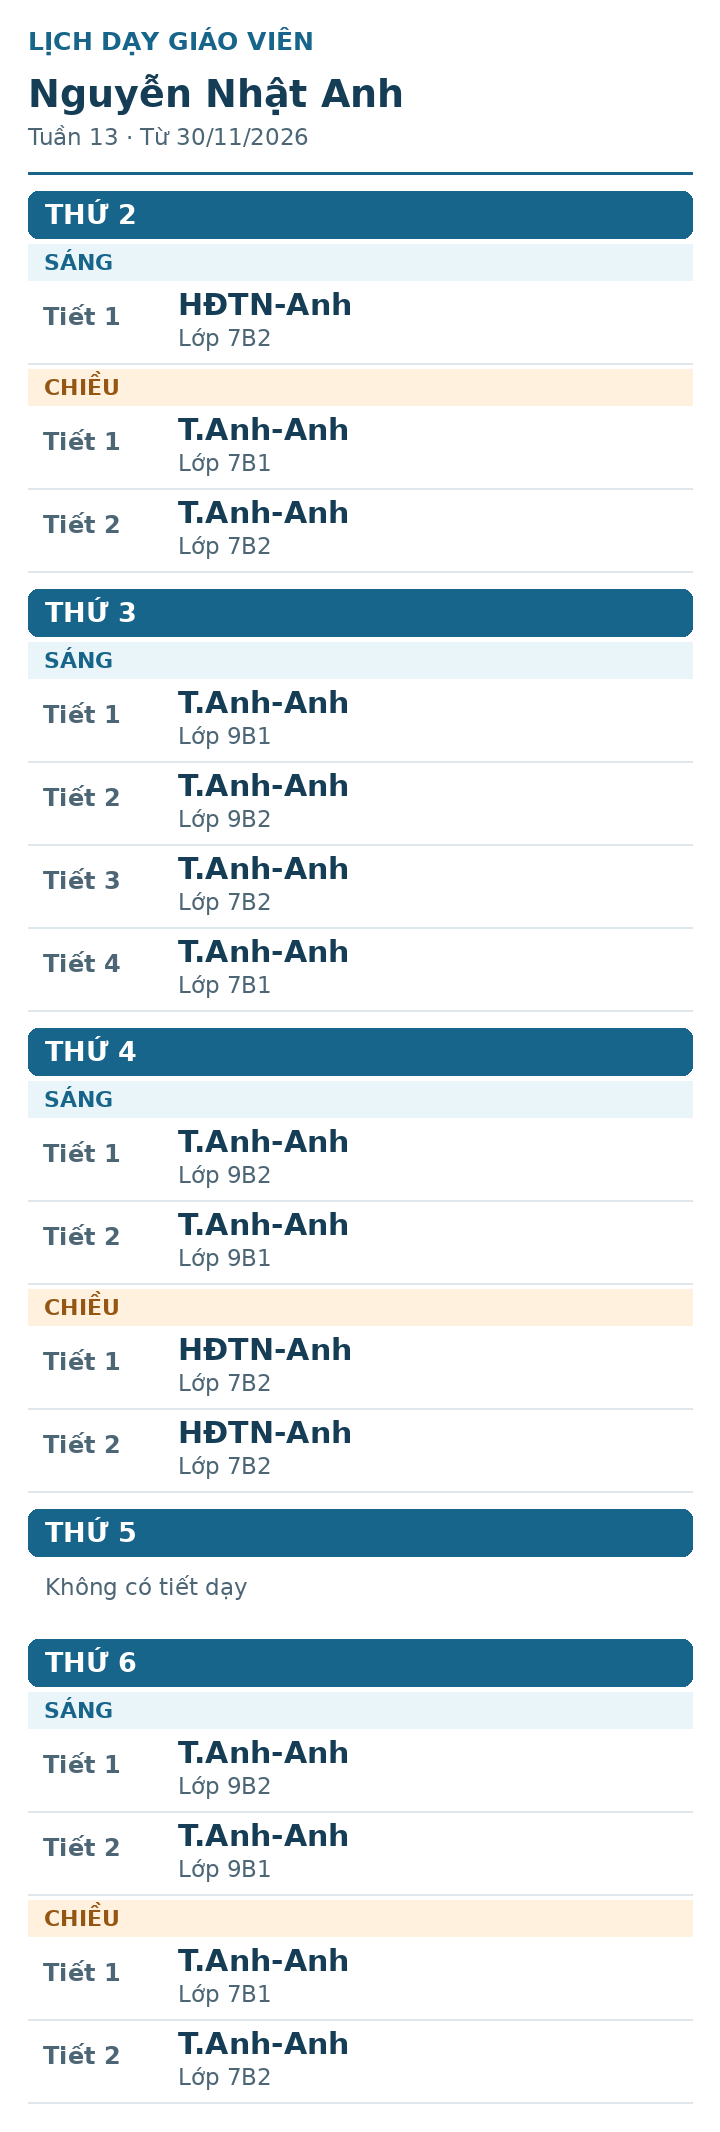 LỊCH DẠY GIÁO VIÊN
Nguyễn Nhật Anh
Tuần 13 · Từ 30/11/2026
THỨ 2
SÁNG
Tiết 1 HĐTN-Anh
Lớp 7B2
CHIỀU
Tiết 1 T.Anh-Anh
Lớp 7B1
Tiết 2 T.Anh-Anh
Lớp 7B2
THỨ 3
SÁNG
Tiết 1 T.Anh-Anh
Lớp 9B1
Tiết 2 T.Anh-Anh
Lớp 9B2
Tiết 3 T.Anh-Anh
Lớp 7B2
Tiết 4 T.Anh-Anh
Lớp 7B1
THỨ 4
SÁNG
Tiết 1 T.Anh-Anh
Lớp 9B2
Tiết 2 T.Anh-Anh
Lớp 9B1
CHIỀU
Tiết 1 HĐTN-Anh
Lớp 7B2
Tiết 2 HĐTN-Anh
Lớp 7B2
THỨ 5
Không có tiết dạy
THỨ 6
SÁNG
Tiết 1 T.Anh-Anh
Lớp 9B2
Tiết 2 T.Anh-Anh
Lớp 9B1
CHIỀU
Tiết 1 T.Anh-Anh
Lớp 7B1
Tiết 2 T.Anh-Anh
Lớp 7B2